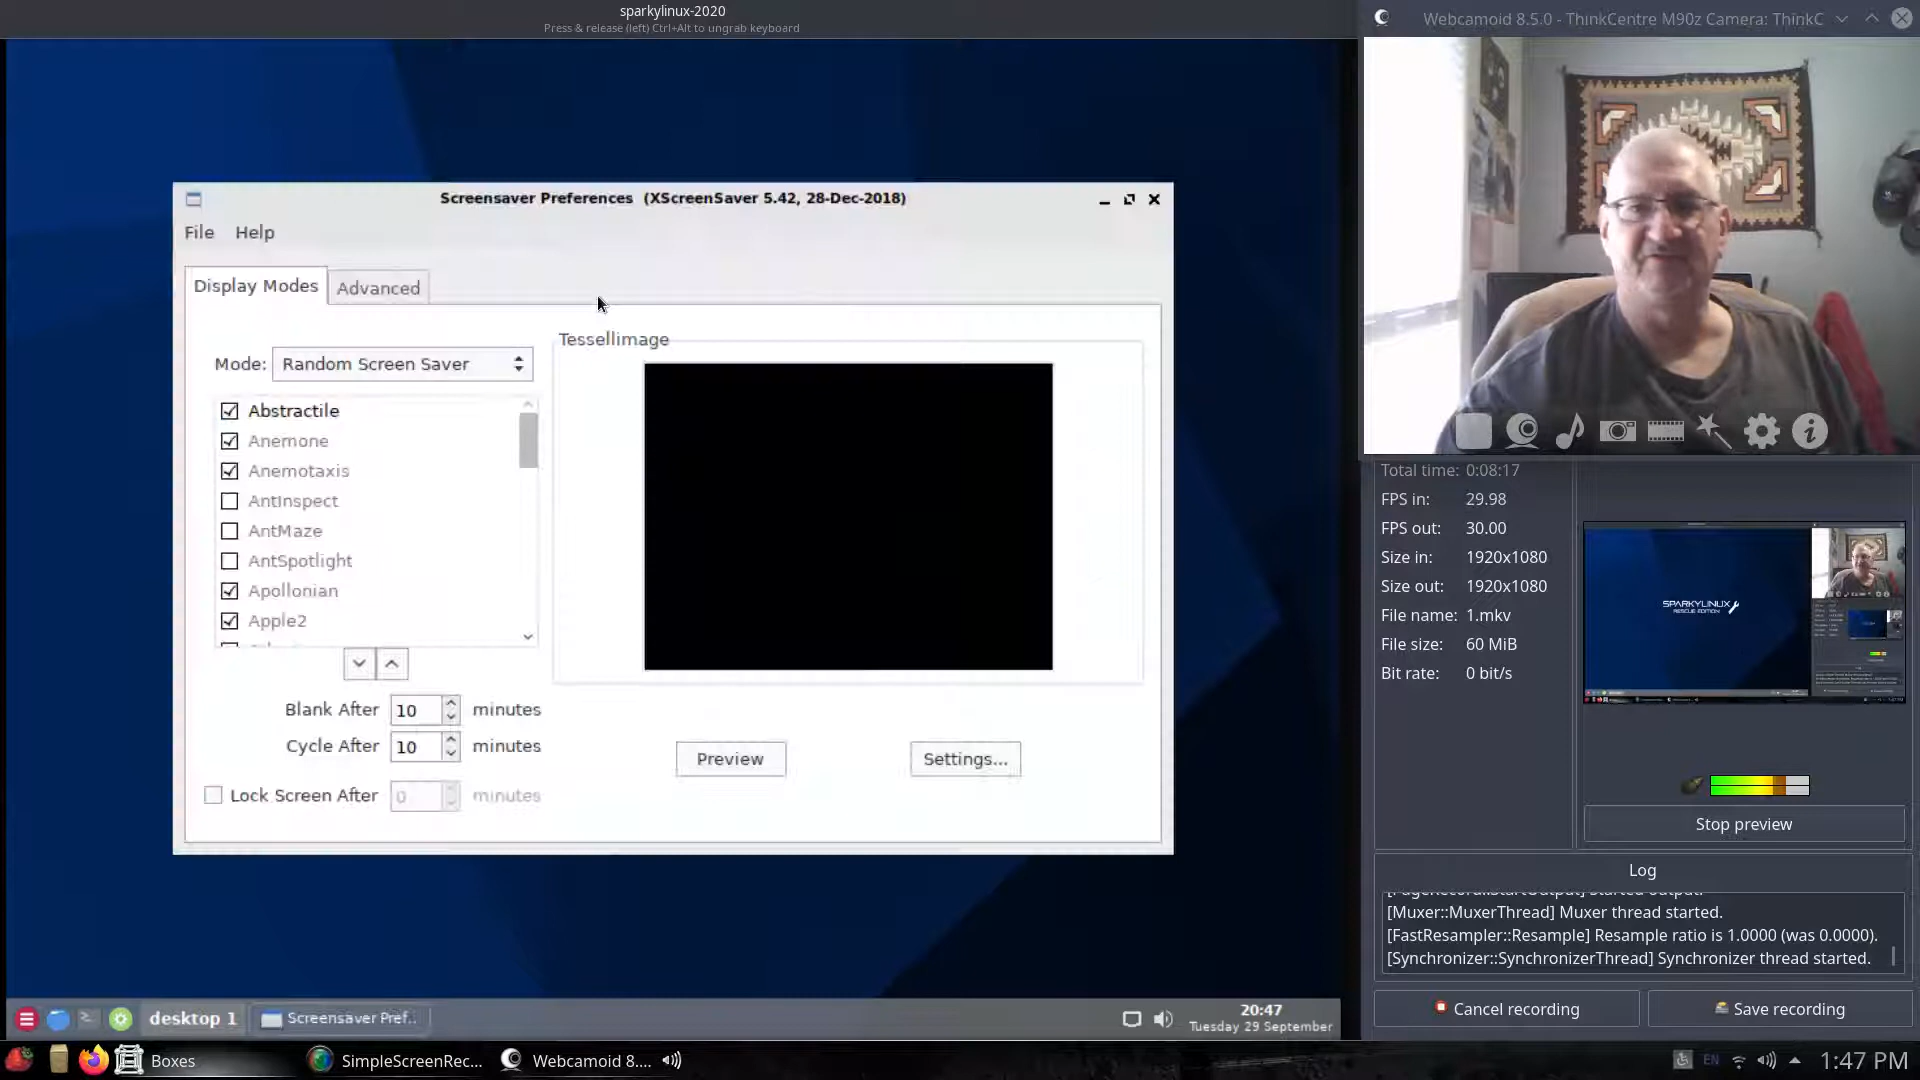 sparkylinux-2020
Press & release (left) Ctrl+Alt to ungrab keyboard
Webcamoid 8.5.0 - ThinkCentre M90z Camera: ThinkC
Screensaver Preferences (XScreenSaver 5.42, 28-Dec-2018)
File Help
Display Modes Advanced
Tessellimage
Mode: Random Screen Saver
Abstractile
Anemone
Anemotaxis
AntInspect
AntMaze
AntSpotlight
Apollonian
Apple2
Blank After 10 minutes
Cycle After 10 minutes
Lock Screen After 0 minutes
Preview Settings...
Total time: 0:08:17
FPS in: 29.98
FPS out: 30.00
Size in: 1920x1080
Size out: 1920x1080
File name: 1.mkv
File size: 60 MiB
Bit rate: 0 bit/s
SPARKYLINUX
RESCUE EDITION
Stop preview
Log
[PageRecord::StartOutput] Started output.
[Muxer::MuxerThread] Muxer thread started.
[FastResampler::Resample] Resample ratio is 1.0000 (was 0.0000).
[Synchronizer::SynchronizerThread] Synchronizer thread started.
Cancel recording Save recording
desktop 1 Screensaver Pref...
20:47
Tuesday 29 September
Boxes SimpleScreenRec... Webcamoid 8.... EN 1:47 PM